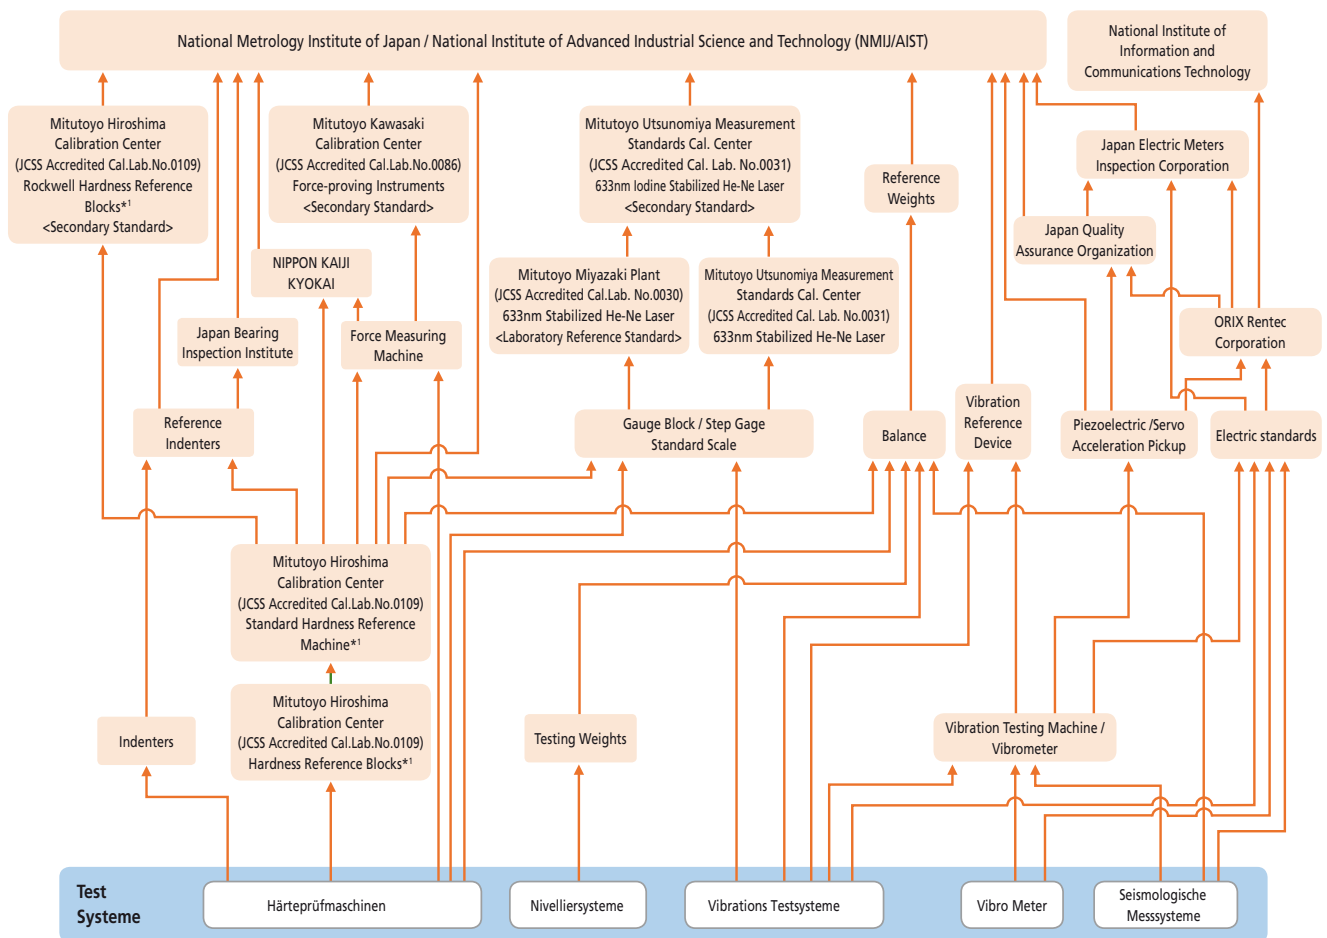 National Metrology Institute of Japan / National Institute of Advanced Industrial Science and Technology (NMIJ/AIST)
National Institute of
Information and
Communications Technology
Mitutoyo Hiroshima
Calibration Center
(JCSS Accredited Cal.Lab.No.0109)
Rockwell Hardness Reference
Blocks*1
<Secondary Standard>
Mitutoyo Kawasaki
Calibration Center
(JCSS Accredited Cal.Lab.No.0086)
Force-proving Instruments
<Secondary Standard>
Mitutoyo Utsunomiya Measurement
Standards Cal. Center
(JCSS Accredited Cal. Lab. No.0031)
633nm Iodine Stabilized He-Ne Laser
<Secondary Standard>
Reference
Weights
Japan Electric Meters
Inspection Corporation
Japan Quality
Assurance Organization
NIPPON KAIJI
KYOKAI
Mitutoyo Miyazaki Plant
(JCSS Accredited Cal.Lab. No.0030)
633nm Stabilized He-Ne Laser
<Laboratory Reference Standard>
Mitutoyo Utsunomiya Measurement
Standards Cal. Center
(JCSS Accredited Cal. Lab. No.0031)
633nm Stabilized He-Ne Laser
Japan Bearing
Inspection Institute
Force Measuring
Machine
ORIX Rentec
Corporation
Reference
Indenters
Gauge Block / Step Gage
Standard Scale
Balance
Vibration
Reference
Device
Piezoelectric /Servo
Acceleration Pickup
Electric standards
Mitutoyo Hiroshima
Calibration Center
(JCSS Accredited Cal.Lab.No.0109)
Standard Hardness Reference
Machine*1
Mitutoyo Hiroshima
Calibration Center
(JCSS Accredited Cal.Lab.No.0109)
Hardness Reference Blocks*1
Indenters
Testing Weights
Vibration Testing Machine /
Vibrometer
Test
Systeme
Härteprüfmaschinen
Nivelliersysteme
Vibrations Testsysteme
Vibro Meter
Seismologische
Messsysteme